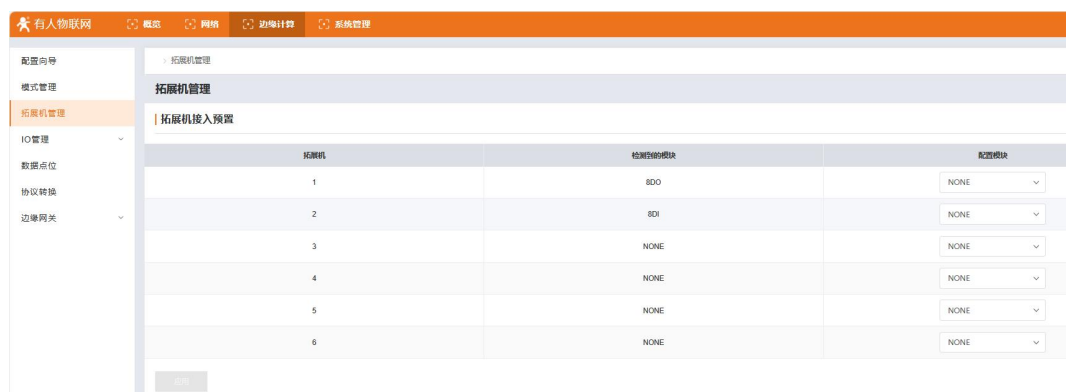 有人物联网 概览 网络 边缘计算 系统管理
配置向导
模式管理
拓展机管理
IO管理
数据点位
协议转换
边缘网关
> 拓展机管理
拓展机管理
拓展机接入预置
拓展机 检测到的模块 配置模块
1 8DO NONE
2 8DI NONE
3 NONE NONE
4 NONE NONE
5 NONE NONE
6 NONE NONE